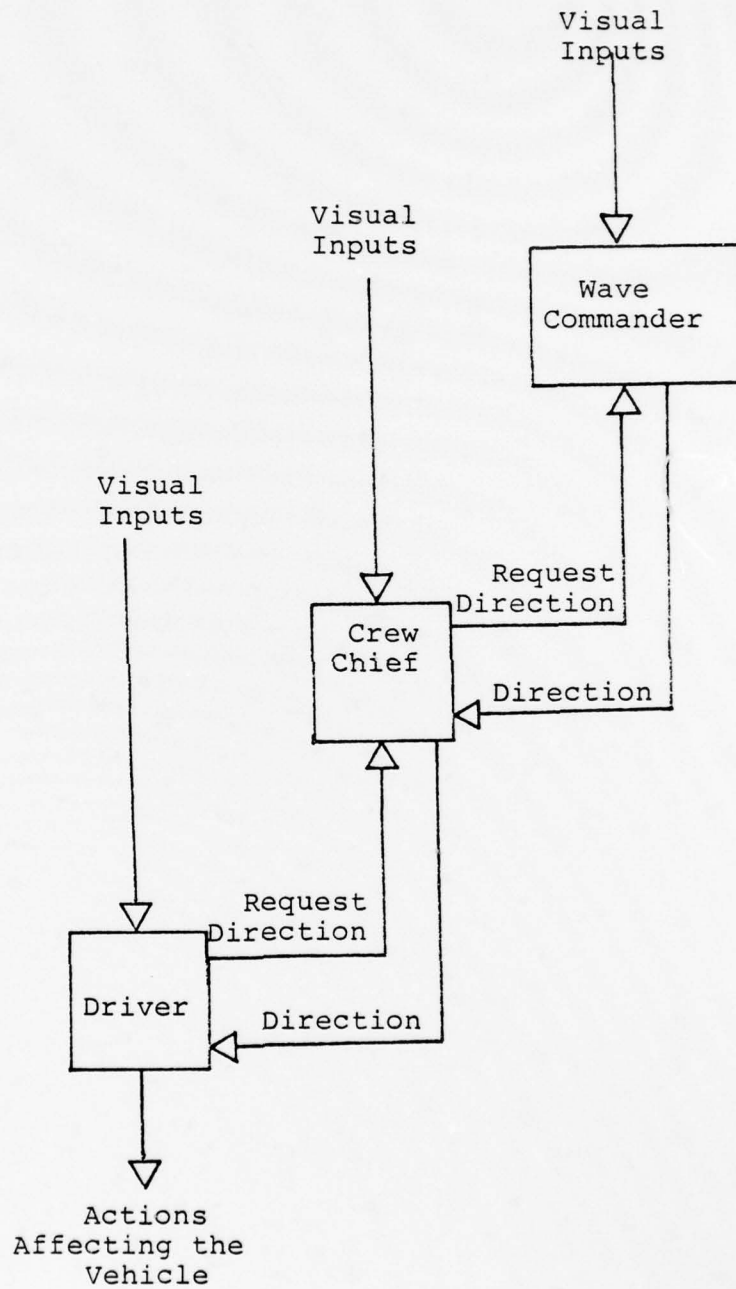 Visual
Inputs
Visual
Inputs
Wave
Commander
Visual
Inputs
Request
Direction
Crew
Chief
Direction
Request
Direction
Driver
Direction
Actions
Affecting the
Vehicle